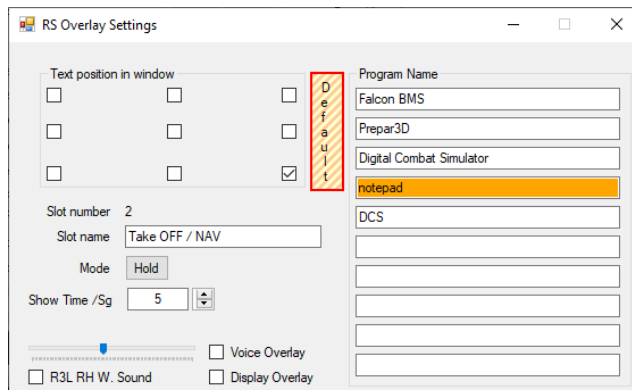 RS Overlay Settings
Text position in window
Default
Slot number 2
Slot name Take OFF / NAV
Mode Hold
Show Time /Sg 5
R3L RH W. Sound
Voice Overlay
Display Overlay
Program Name
Falcon BMS
Prepar3D
Digital Combat Simulator
notepad
DCS